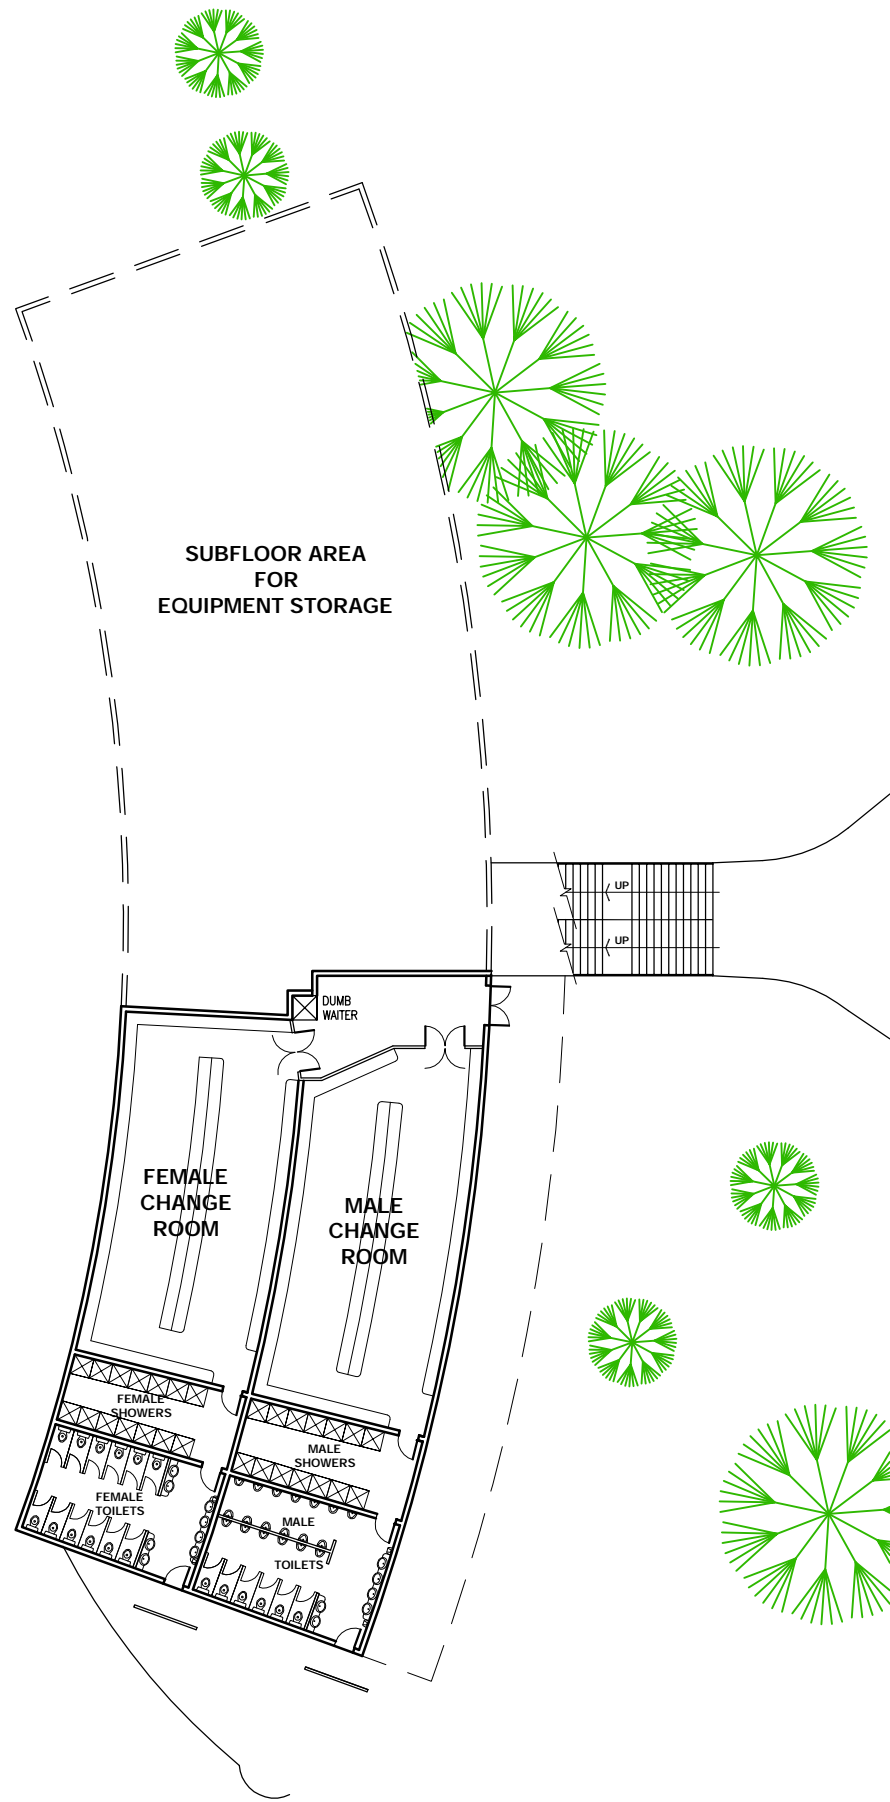 SUBFLOOR AREA
FOR
EQUIPMENT STORAGE
UP
UP
DUMB
WAITER
FEMALE
CHANGE
ROOM
MALE
CHANGE
ROOM
FEMALE
SHOWERS
MALE
SHOWERS
FEMALE
TOILETS
MALE
TOILETS